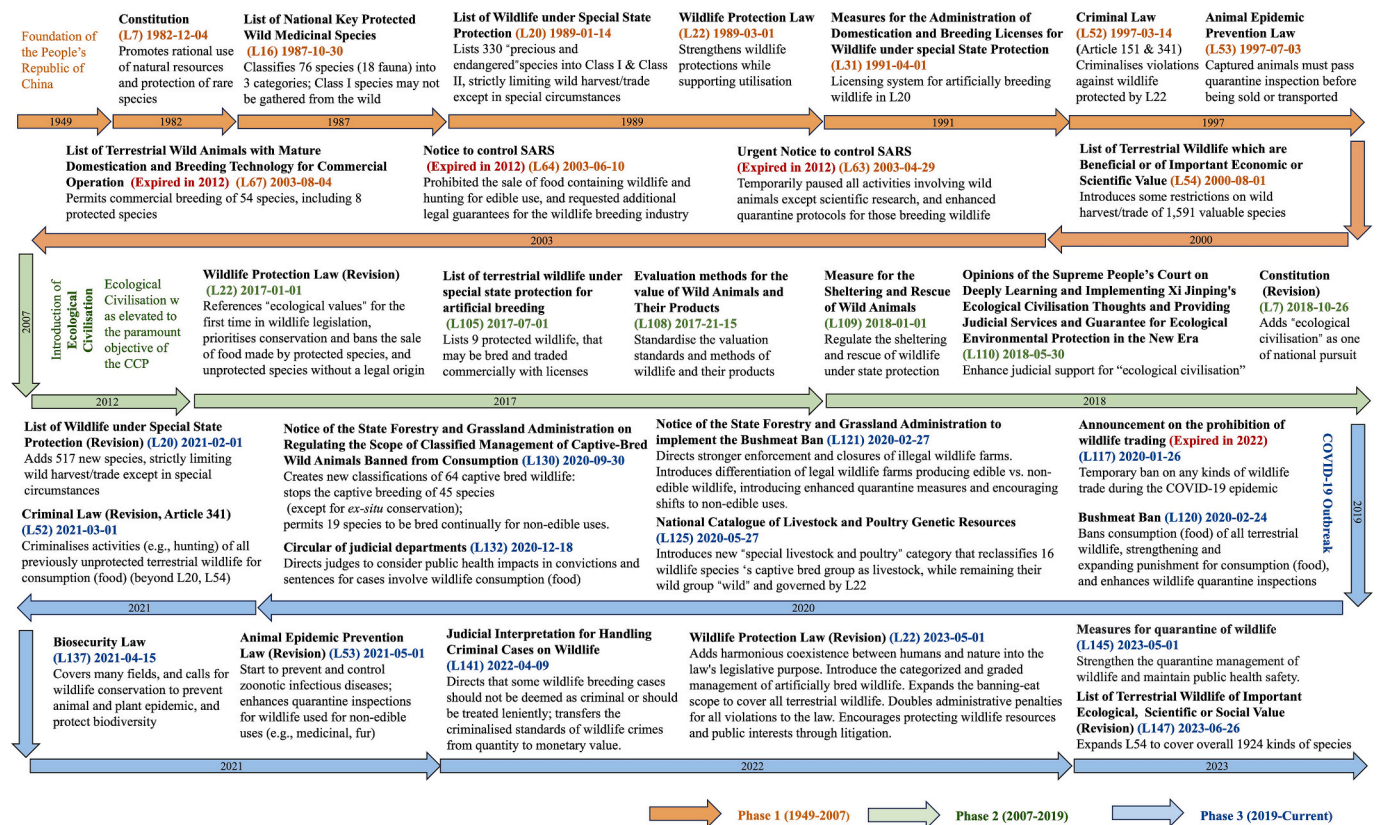 Foundation of
the People's
Republic of
China
Constitution
(L7) 1982-12-04
Promotes rational use
of natural resources
and protection of rare
species
List of National Key Protected
Wild Medicinal Species
(L16) 1987-10-30
Classifies 76 species (18 fauna) into
3 categories; Class I species may not
be gathered from the wild
List of Wildlife under Special State
Protection (L20) 1989-01-14
Lists 330 "precious and
endangered"species into Class I & Class
II, strictly limiting wild harvest/trade
except in special circumstances
Wildlife Protection Law
(L22) 1989-03-01
Strengthens wildlife
protections while
supporting utilisation
Measures for the Administration of
Domestication and Breeding Licenses for
Wildlife under special State Protection
(L31) 1991-04-01
Licensing system for artificially breeding
wildlife in L20
Criminal Law
(L52) 1997-03-14
(Article 151 & 341)
Criminalises violations
against wildlife
protected by L22
Animal Epidemic
Prevention Law
(L53) 1997-07-03
Captured animals must pass
quarantine inspection before
being sold or transported
1949
1982
1987
1989
1991
1997
List of Terrestrial Wild Animals with Mature
Domestication and Breeding Technology for Commercial
Operation (Expired in 2012) (L67) 2003-08-04
Permits commercial breeding of 54 species, including 8
protected species
Notice to control SARS
(Expired in 2012) (L64) 2003-06-10
Prohibited the sale of food containing wildlife and
hunting for edible use, and requested additional
legal guarantees for the wildlife breeding industry
Urgent Notice to control SARS
(Expired in 2012) (L63) 2003-04-29
Temporarily paused all activities involving wild
animals except scientific research, and enhanced
quarantine protocols for those breeding wildlife
List of Terrestrial Wildlife which are
Beneficial or of Important Economic or
Scientific Value (L54) 2000-08-01
Introduces some restrictions on wild
harvest/trade of 1,591 valuable species
2003
2000
2007
Introduction of
Ecological
Civilisation
Ecological
Civilisation w
as elevated to
the paramount
objective of
the CCP
Wildlife Protection Law (Revision)
(L22) 2017-01-01
References "ecological values" for the
first time in wildlife legislation,
prioritises conservation and bans the sale
of food made by protected species, and
unprotected species without a legal origin
List of terrestrial wildlife under
special state protection for
artificial breeding
(L105) 2017-07-01
Lists 9 protected wildlife, that
may be bred and traded
commercially with licenses
Evaluation methods for the
value of Wild Animals and
Their Products
(L108) 2017-21-15
Standardise the valuation
standards and methods of
wildlife and their products
Measure for the
Sheltering and Rescue
of Wild Animals
(L109) 2018-01-01
Regulate the sheltering
and rescue of wildlife
under state protection
Opinions of the Supreme People's Court on
Deeply Learning and Implementing Xi Jinping's
Ecological Civilisation Thoughts and Providing
Judicial Services and Guarantee for Ecological
Environmental Protection in the New Era
(L110) 2018-05-30
Enhance judicial support for "ecological civilisation"
Constitution
(Revision)
(L7) 2018-10-26
Adds "ecological
civilisation" as one
of national pursuit
2012
2017
2018
List of Wildlife under Special State
Protection (Revision) (L20) 2021-02-01
Adds 517 new species, strictly limiting
wild harvest/trade except in special
circumstances
Criminal Law (Revision, Article 341)
(L52) 2021-03-01
Criminalises activities (e.g., hunting) of all
previously unprotected terrestrial wildlife for
consumption (food) (beyond L20, L54)
Notice of the State Forestry and Grassland Administration on
Regulating the Scope of Classified Management of Captive-Bred
Wild Animals Banned from Consumption (L130) 2020-09-30
Creates new classifications of 64 captive bred wildlife:
stops the captive breeding of 45 species
(except for ex-situ conservation);
permits 19 species to be bred continually for non-edible uses.
Circular of judicial departments (L132) 2020-12-18
Directs judges to consider public health impacts in convictions and
sentences for cases involve wildlife consumption (food)
Notice of the State Forestry and Grassland Administration to
implement the Bushmeat Ban (L121) 2020-02-27
Directs stronger enforcement and closures of illegal wildlife farms.
Introduces differentiation of legal wildlife farms producing edible vs. non-
edible wildlife, introducing enhanced quarantine measures and encouraging
shifts to non-edible uses.
National Catalogue of Livestock and Poultry Genetic Resources
(L125) 2020-05-27
Introduces new "special livestock and poultry" category that reclassifies 16
wildlife species 's captive bred group as livestock, while remaining their
wild group "wild" and governed by L22
Announcement on the prohibition of
wildlife trading (Expired in 2022)
(L117) 2020-01-26
Temporary ban on any kinds of wildlife
trade during the COVID-19 epidemic
Bushmeat Ban (L120) 2020-02-24
Bans consumption (food) of all terrestrial
wildlife, strengthening and
expanding punishment for consumption (food),
and enhances wildlife quarantine inspections
COVID-19 Outbreak
2019
2021
2020
Biosecurity Law
(L137) 2021-04-15
Covers many fields, and calls for
wildlife conservation to prevent
animal and plant epidemic, and
protect biodiversity
Animal Epidemic Prevention
Law (Revision) (L53) 2021-05-01
Start to prevent and control
zoonotic infectious diseases;
enhances quarantine inspections
for wildlife used for non-edible
uses (e.g., medicinal, fur)
Judicial Interpretation for Handling
Criminal Cases on Wildlife
(L141) 2022-04-09
Directs that some wildlife breeding cases
should not be deemed as criminal or should
be treated leniently; transfers the
criminalised standards of wildlife crimes
from quantity to monetary value.
Wildlife Protection Law (Revision) (L22) 2023-05-01
Adds harmonious coexistence between humans and nature into the
law's legislative purpose. Introduce the categorized and graded
management of artificially bred wildlife. Expands the banning-eat
scope to cover all terrestrial wildlife. Doubles administrative penalties
for all violations to the law. Encourages protecting wildlife resources
and public interests through litigation.
Measures for quarantine of wildlife
(L145) 2023-05-01
Strengthen the quarantine management of
wildlife and maintain public health safety.
List of Terrestrial Wildlife of Important
Ecological, Scientific or Social Value
(Revision) (L147) 2023-06-26
Expands L54 to cover overall 1924 kinds of species
2021
2022
2023
Phase 1 (1949-2007)
Phase 2 (2007-2019)
Phase 3 (2019-Current)